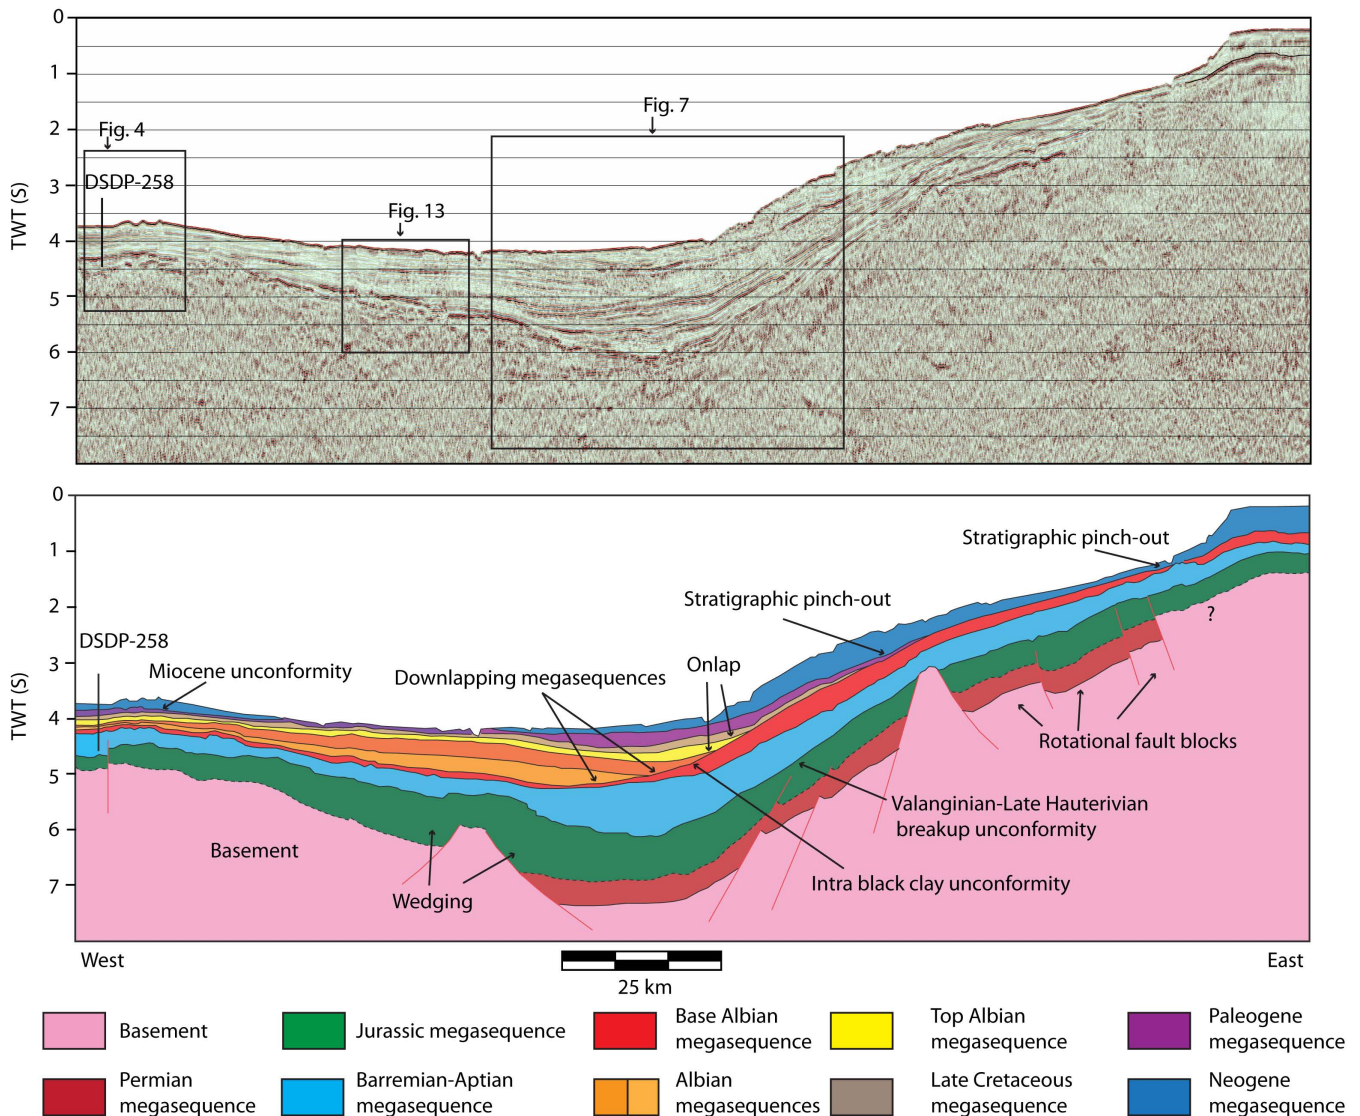 0
1
2
3
4
5
6
7
TWT (S)
Fig. 4
DSDP-258
Fig. 13
Fig. 7
0
1
2
3
4
5
6
7
TWT (S)
DSDP-258
Miocene unconformity
Downlapping megasequences
Onlap
Stratigraphic pinch-out
Stratigraphic pinch-out
?
Rotational fault blocks
Valanginian-Late Hauterivian
breakup unconformity
Intra black clay unconformity
Basement
Wedging
West
East
25 km
Basement
Jurassic megasequence
Base Albian
megasequence
Top Albian
megasequence
Paleogene
megasequence
Permian
megasequence
Barremian-Aptian
megasequence
Albian
megasequences
Late Cretaceous
megasequence
Neogene
megasequence